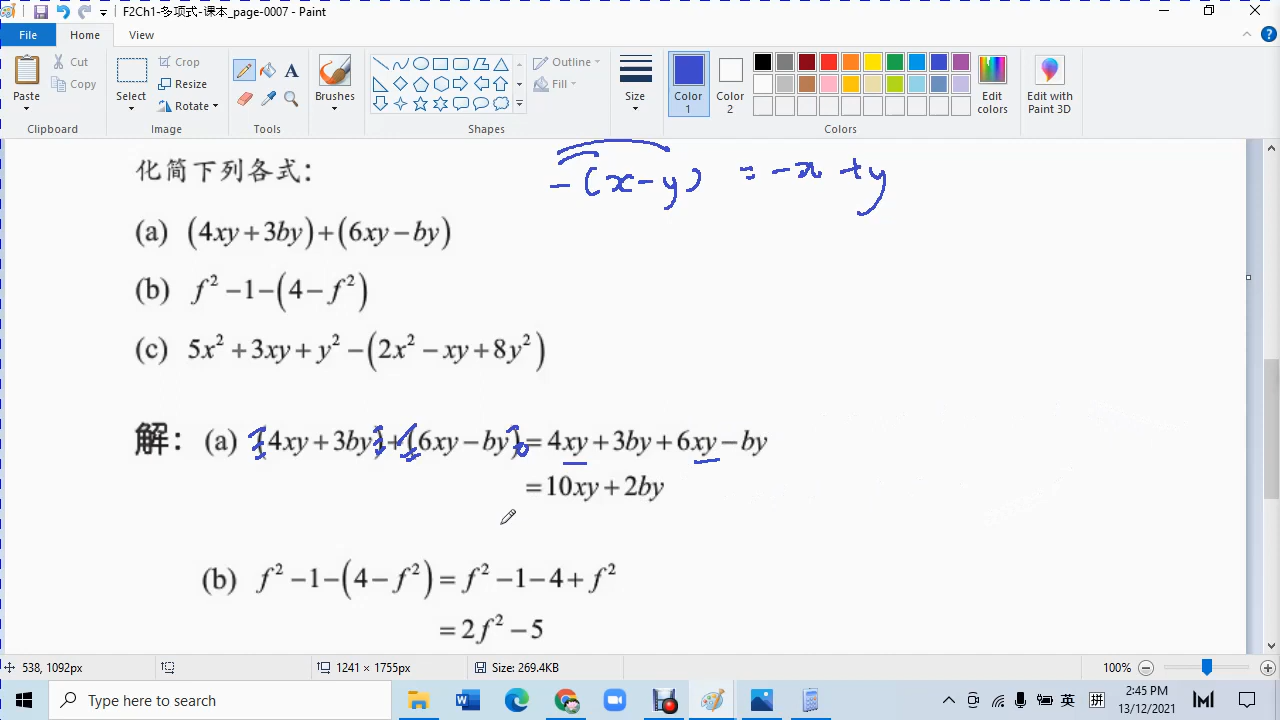 F2Ch1-多项式-课本_page-0007 - Paint
File Home View
Paste Cut Copy Select Crop Resize Rotate Brushes Outline Fill Size Color 1 Color 2 Edit colors Edit with Paint 3D
Clipboard Image Tools Shapes Colors
化简下列各式：
-(x-y) = -x +y
(a) (4xy+3by)+(6xy-by)
(b) f²-1-(4-f²)
(c) 5x²+3xy+y²-(2x²-xy+8y²)
解：(a) (4xy+3by)+(6xy-by)=4xy+3by+6xy-by
=10xy+2by
(b) f²-1-(4-f²)=f²-1-4+f²
=2f²-5
538, 1092px 1241 × 1755px Size: 269.4KB 100%
Type here to search
英 拼 2:45 PM
13/12/2021